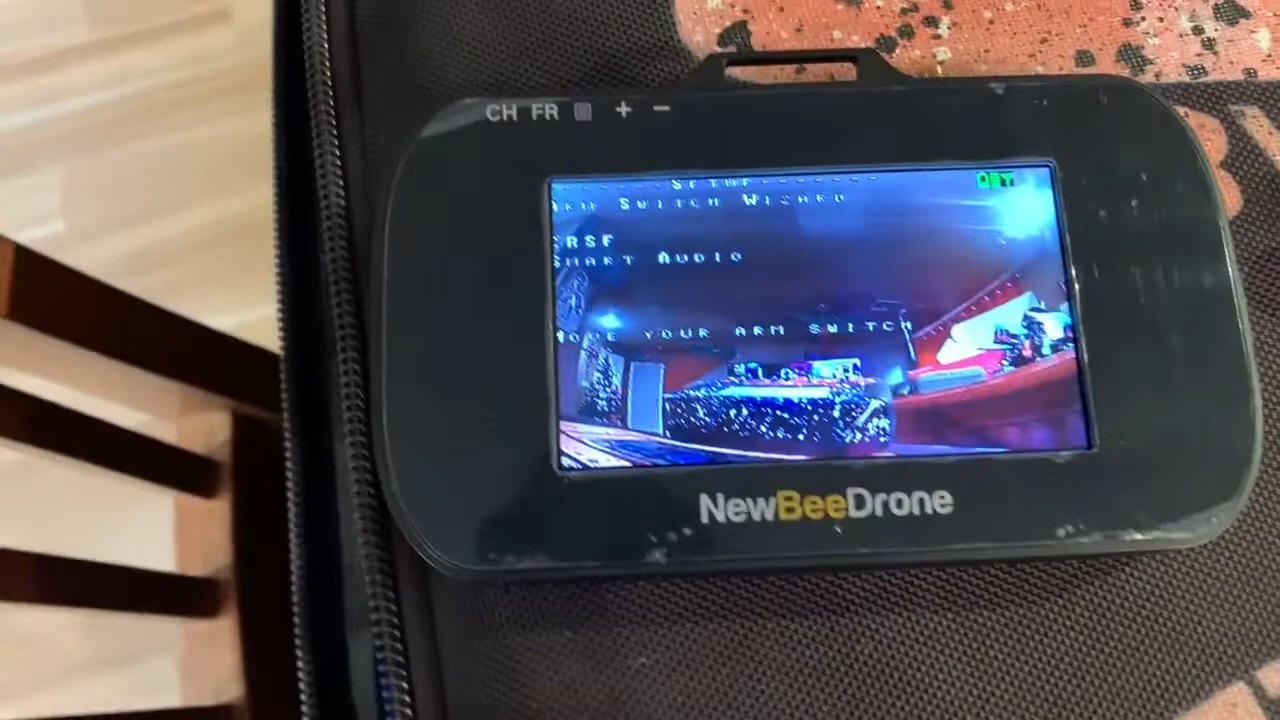 CH FR + −
- - - - - - - SETUP - - - - - - -
ARM SWITCH WIZARD
CRSF
SMART AUDIO
MOVE YOUR ARM SWITCH
NewBeeDrone